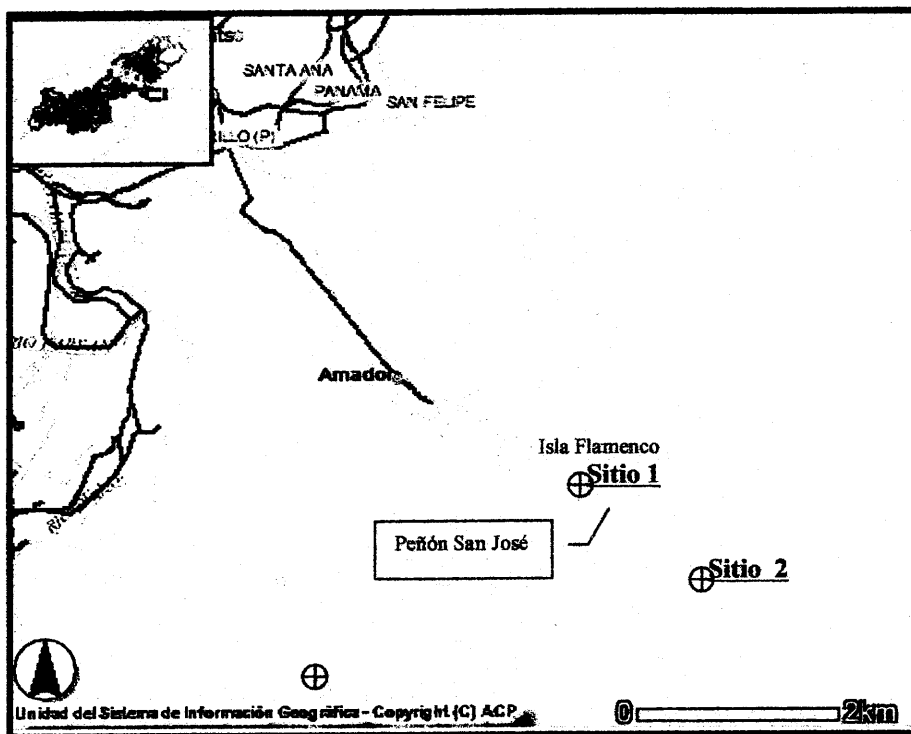 SANTA ANA
PANAMA
SAN FELIPE
RILLO (P)
Amador
Isla Flamenco
Sitio 1
Peñón San José
Sitio 2
Unidad del Sistema de Información Geográfica - Copyright (C) ACP
0 2km